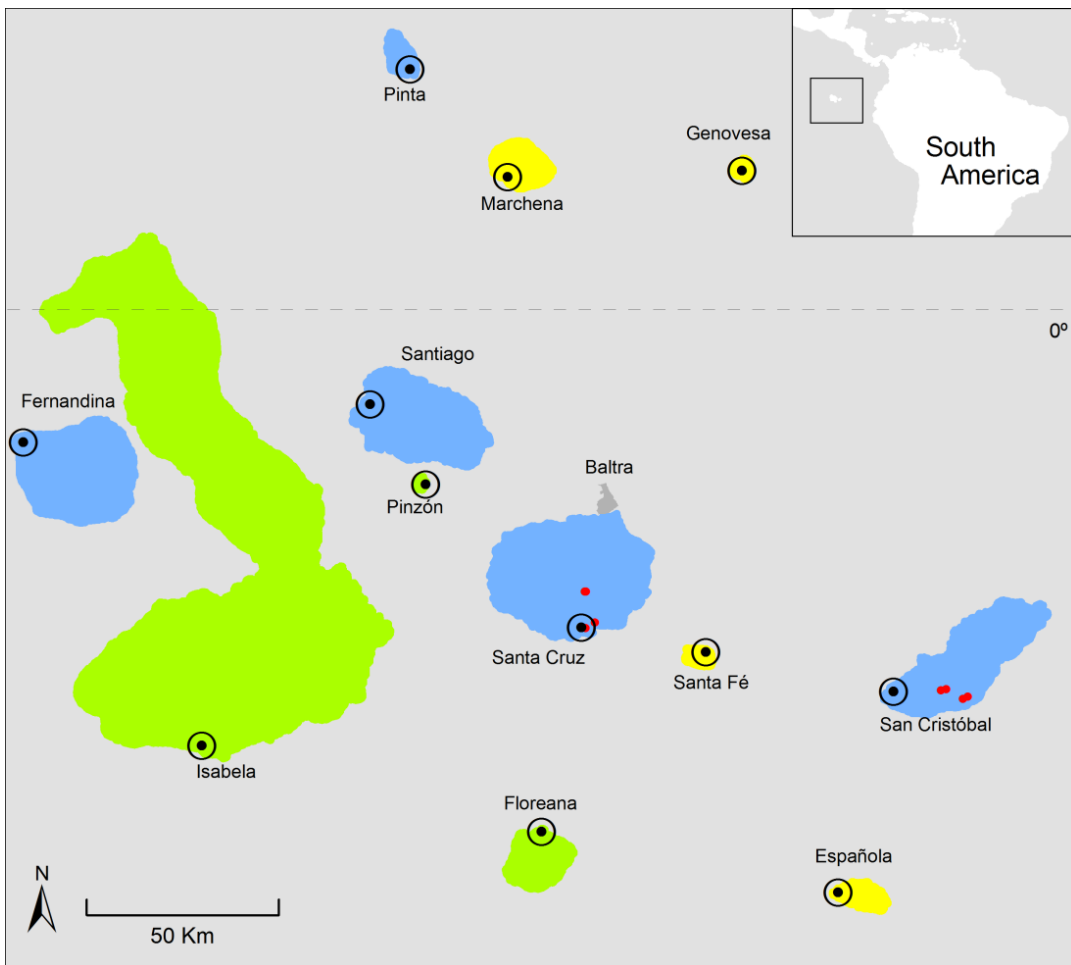 Pinta
Genovesa
Marchena
South
America
0º
Santiago
Fernandina
Baltra
Pinzón
Santa Cruz
Santa Fé
San Cristóbal
Isabela
Floreana
Española
N
50 Km